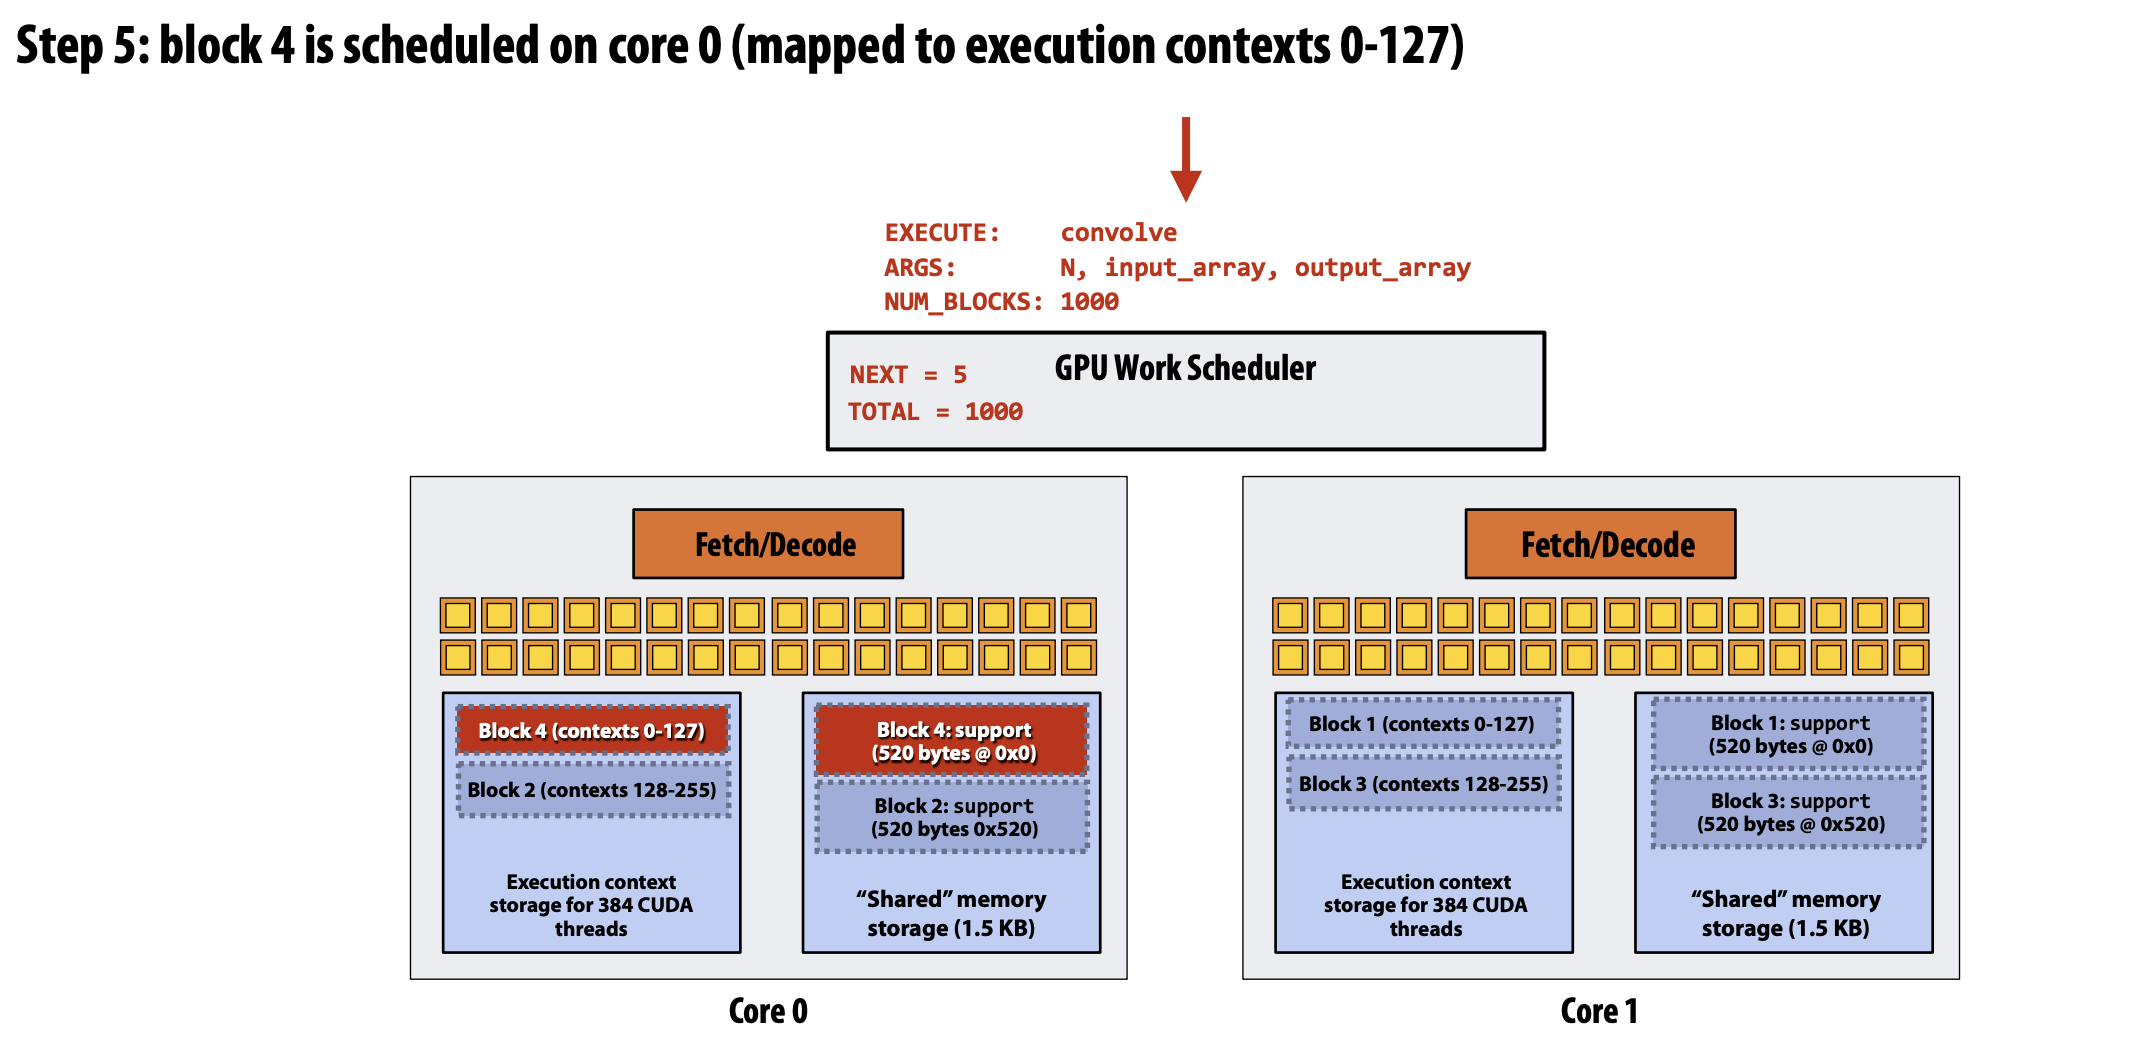 Step 5: block 4 is scheduled on core 0 (mapped to execution contexts 0-127)
EXECUTE: convolve
ARGS: N, input_array, output_array
NUM_BLOCKS: 1000
GPU Work Scheduler
NEXT = 5
TOTAL = 1000
Fetch/Decode
Block 4 (contexts 0-127)
Block 2 (contexts 128-255)
Execution context
storage for 384 CUDA
threads
Block 4: support
(520 bytes @ 0x0)
Block 2: support
(520 bytes 0x520)
“Shared” memory
storage (1.5 KB)
Core 0
Fetch/Decode
Block 1 (contexts 0-127)
Block 3 (contexts 128-255)
Execution context
storage for 384 CUDA
threads
Block 1: support
(520 bytes @ 0x0)
Block 3: support
(520 bytes @ 0x520)
“Shared” memory
storage (1.5 KB)
Core 1